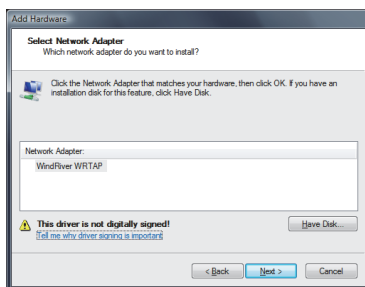 Add Hardware
Select Network Adapter
Which network adapter do you want to install?
Click the Network Adapter that matches your hardware, then click OK. If you have an
installation disk for this feature, click Have Disk.
Network Adapter:
WindRiver WRTAP
This driver is not digitally signed!
Have Disk...
Tell me why driver signing is important
< Back
Next >
Cancel